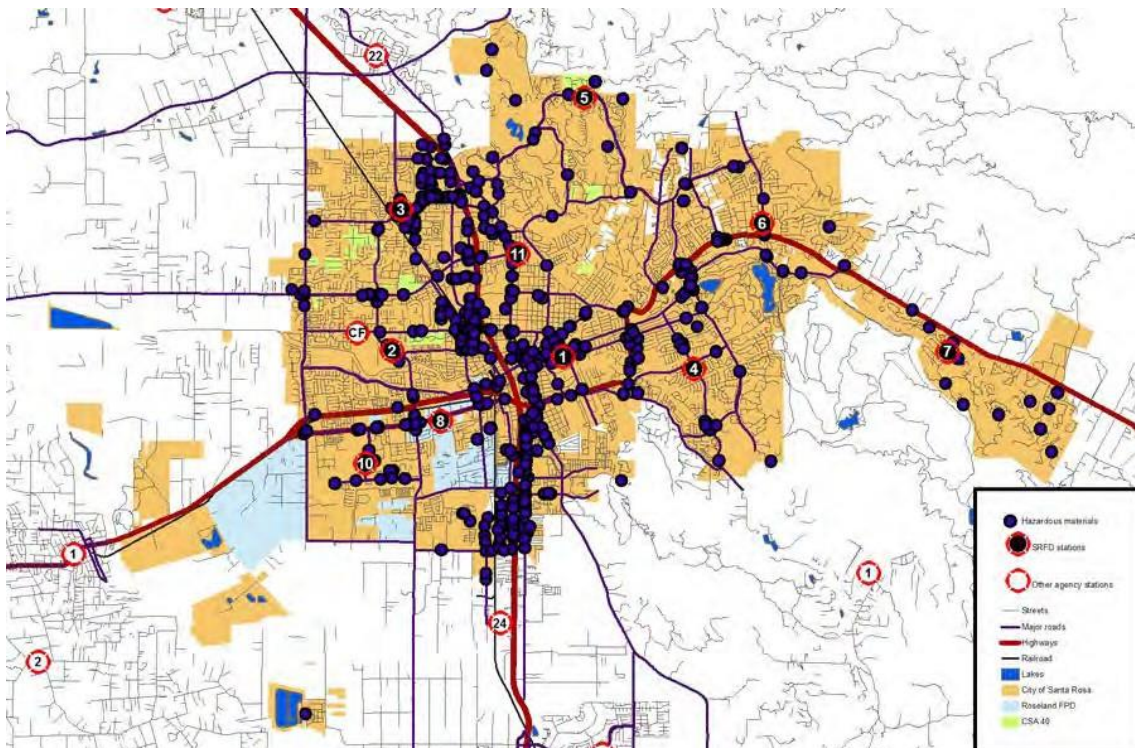 22
5
3
6
11
CF
2
1
7
4
8
10
1
1
24
2
Hazardous materials
SRFD stations
Other agency stations
Streets
Major roads
Highways
Railroad
Lakes
City of Santa Rosa
Roseland FPD
CSA 40